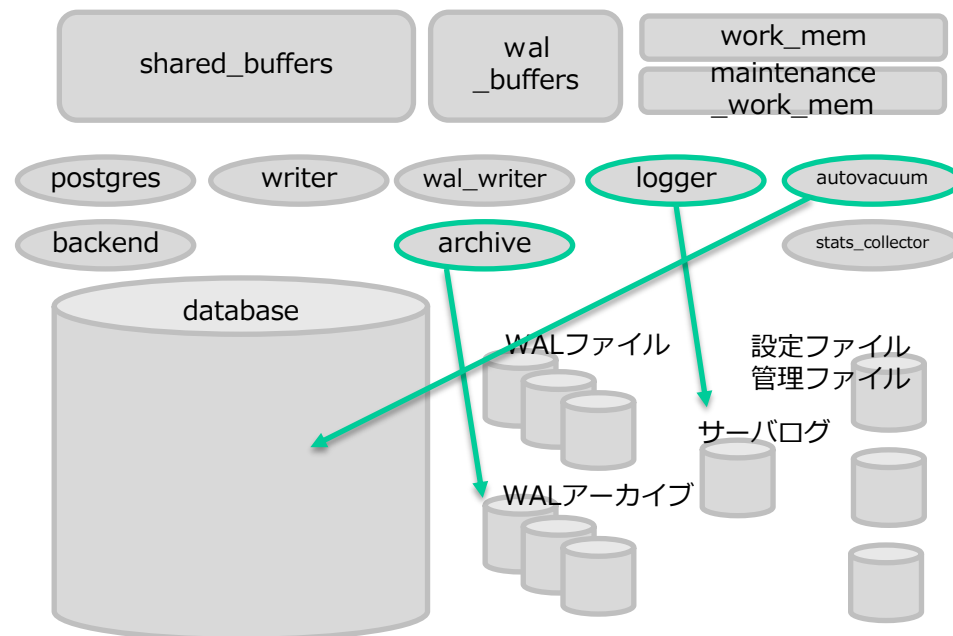 shared_buffers
wal
_buffers
work_mem
maintenance
_work_mem
postgres
writer
wal_writer
logger
autovacuum
backend
archive
stats_collector
database
WALファイル
設定ファイル
管理ファイル
サーバログ
WALアーカイブ